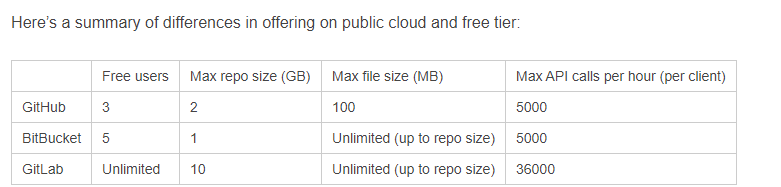 Here's a summary of differences in offering on public cloud and free tier:
Free users Max repo size (GB) Max file size (MB) Max API calls per hour (per client)
GitHub 3 2 100 5000
BitBucket 5 1 Unlimited (up to repo size) 5000
GitLab Unlimited 10 Unlimited (up to repo size) 36000